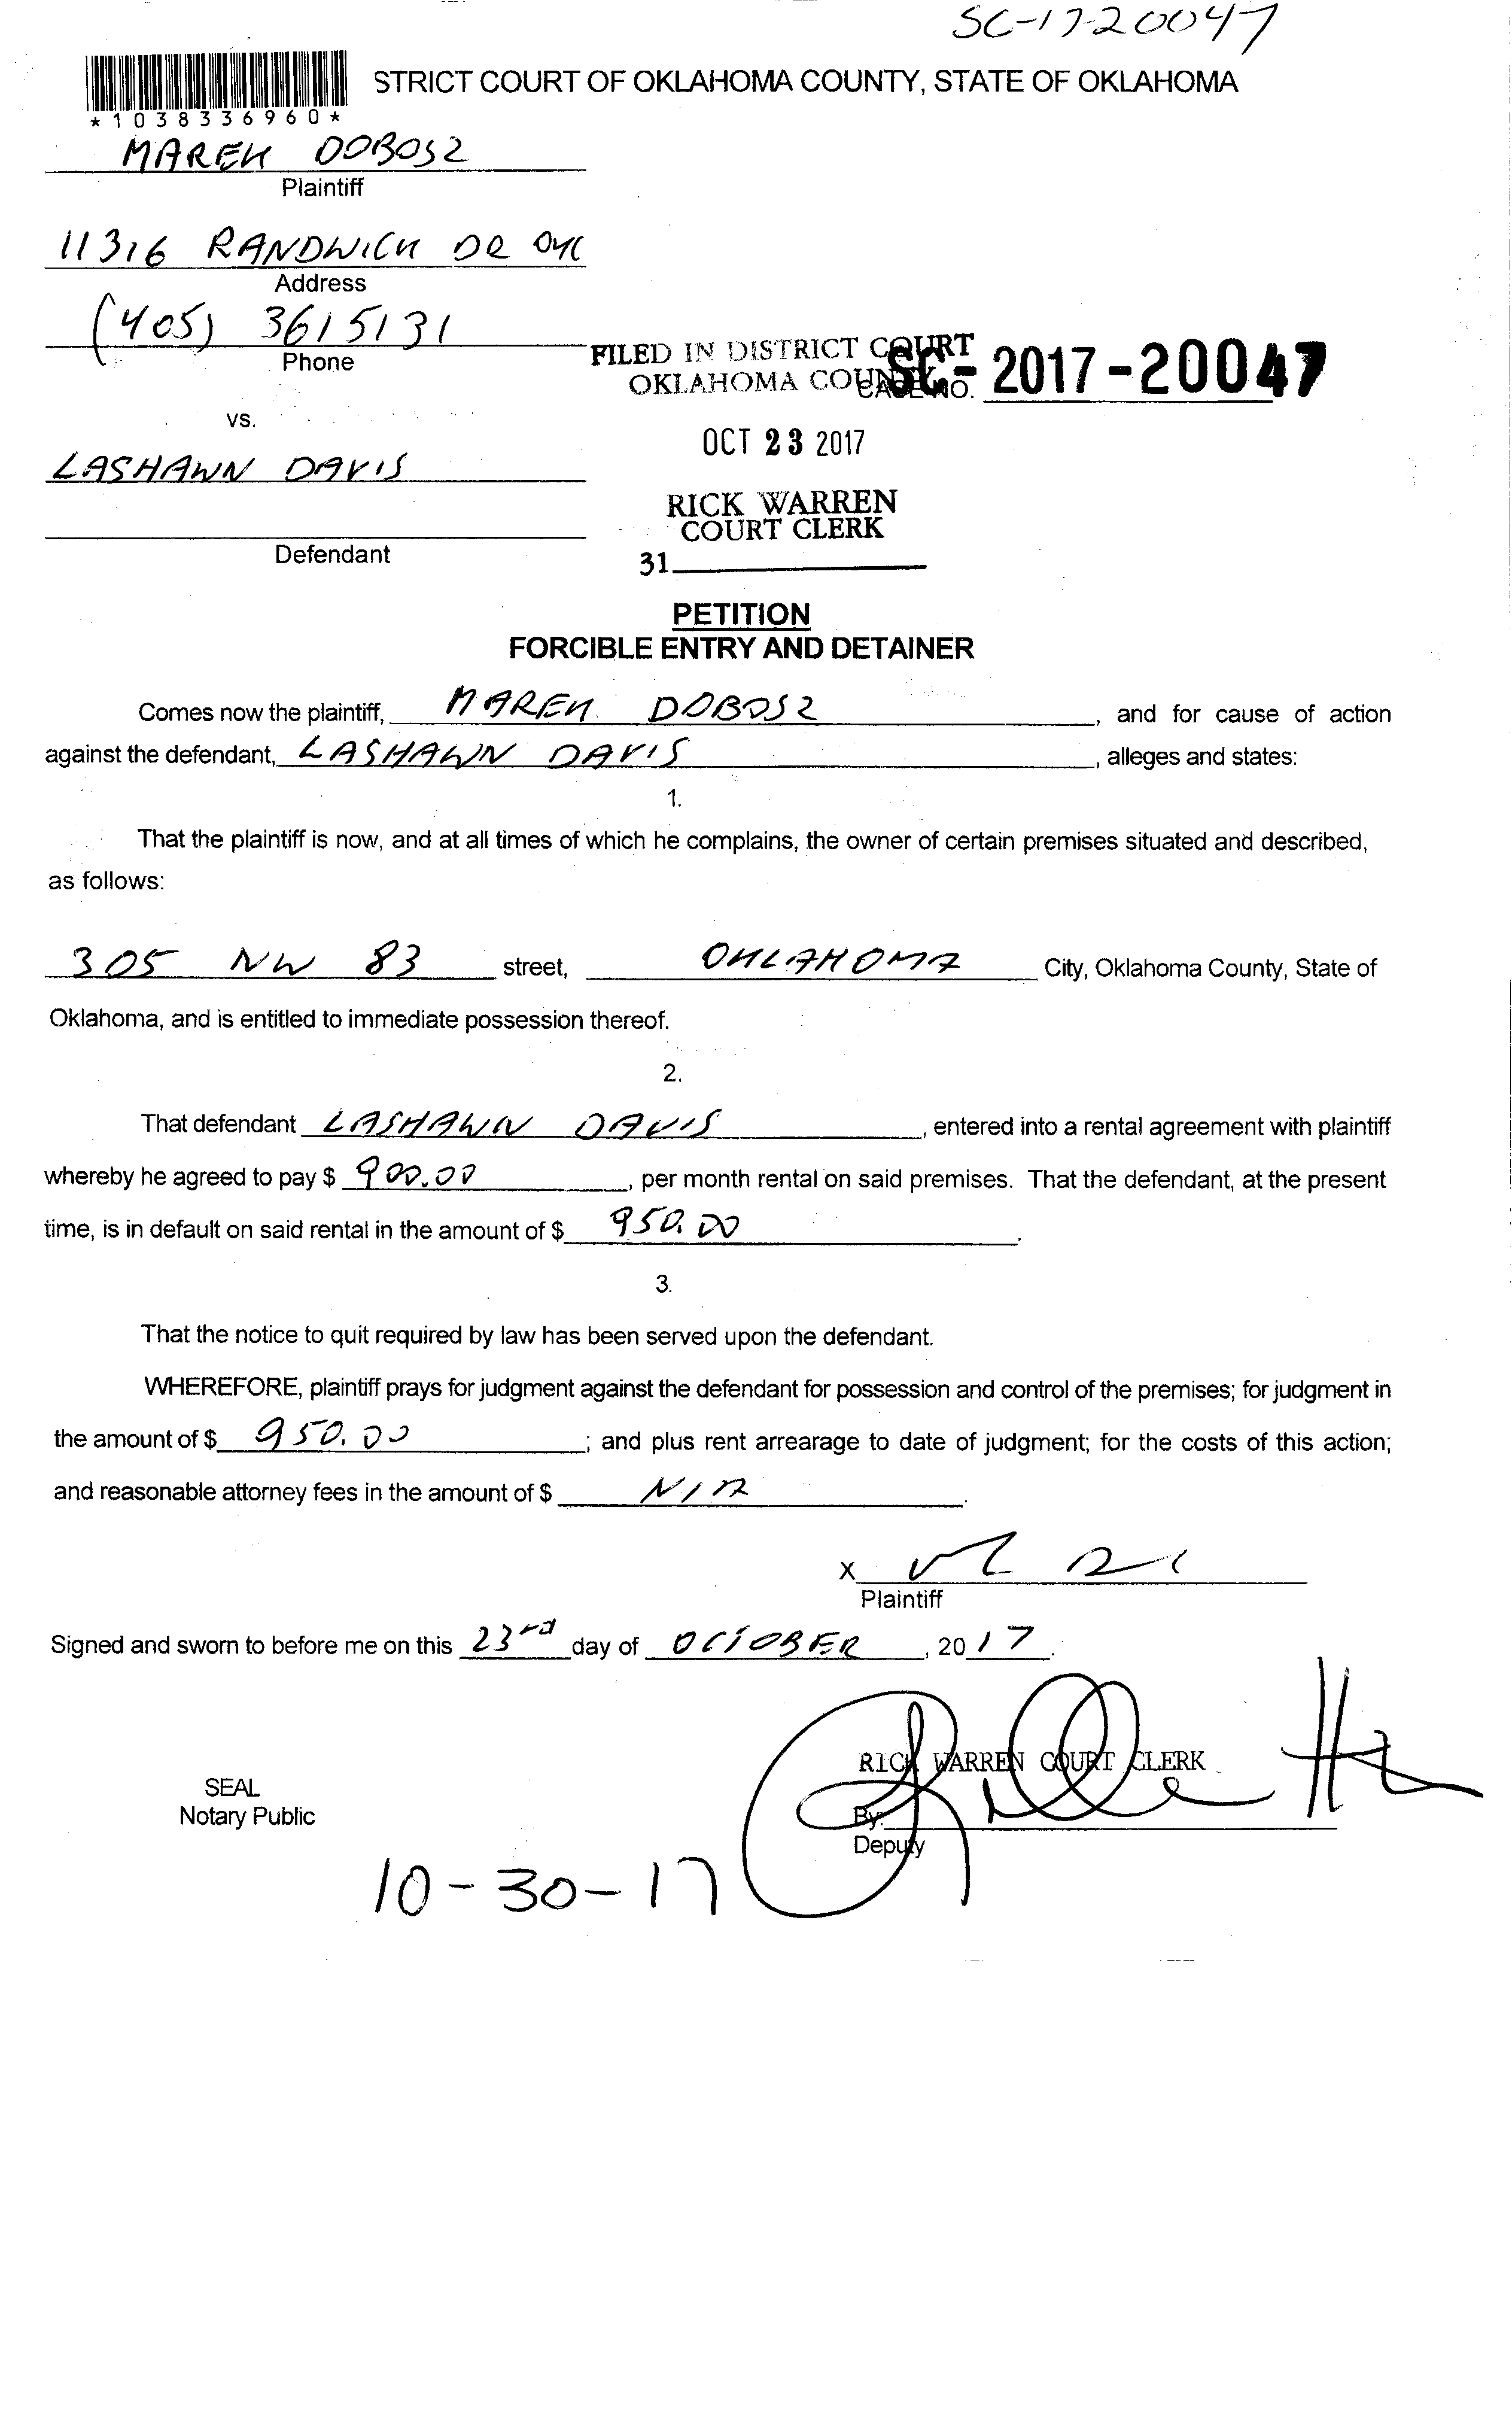 SC-17-20047
STRICT COURT OF OKLAHOMA COUNTY, STATE OF OKLAHOMA
*1038336960*
MAREK DOBOSZ
Plaintiff
11316 RANDWICK DR OKC
Address
(405) 3615131
Phone
FILED IN DISTRICT COURT
OKLAHOMA COUNTY
CASE NO. SC-2017-20047
vs.
OCT 23 2017
LASHAWN DAVIS
RICK WARREN
COURT CLERK
Defendant
31
PETITION
FORCIBLE ENTRY AND DETAINER
Comes now the plaintiff, MAREK DOBOSZ, and for cause of action
against the defendant, LASHAWN DAVIS, alleges and states:
1.
That the plaintiff is now, and at all times of which he complains, the owner of certain premises situated and described,
as follows:
305 NW 83 street, OKLAHOMA City, Oklahoma County, State of
Oklahoma, and is entitled to immediate possession thereof.
2.
That defendant LASHAWN DAVIS, entered into a rental agreement with plaintiff
whereby he agreed to pay $ 900.00, per month rental on said premises. That the defendant, at the present
time, is in default on said rental in the amount of $ 950.00.
3.
That the notice to quit required by law has been served upon the defendant.
WHEREFORE, plaintiff prays for judgment against the defendant for possession and control of the premises; for judgment in
the amount of $ 950.00; and plus rent arrearage to date of judgment; for the costs of this action;
and reasonable attorney fees in the amount of $ N/A.
X
Plaintiff
Signed and sworn to before me on this 23rd day of OCTOBER, 2017.
RICK WARREN COURT CLERK
SEAL
Notary Public
By:
Deputy
10-30-17